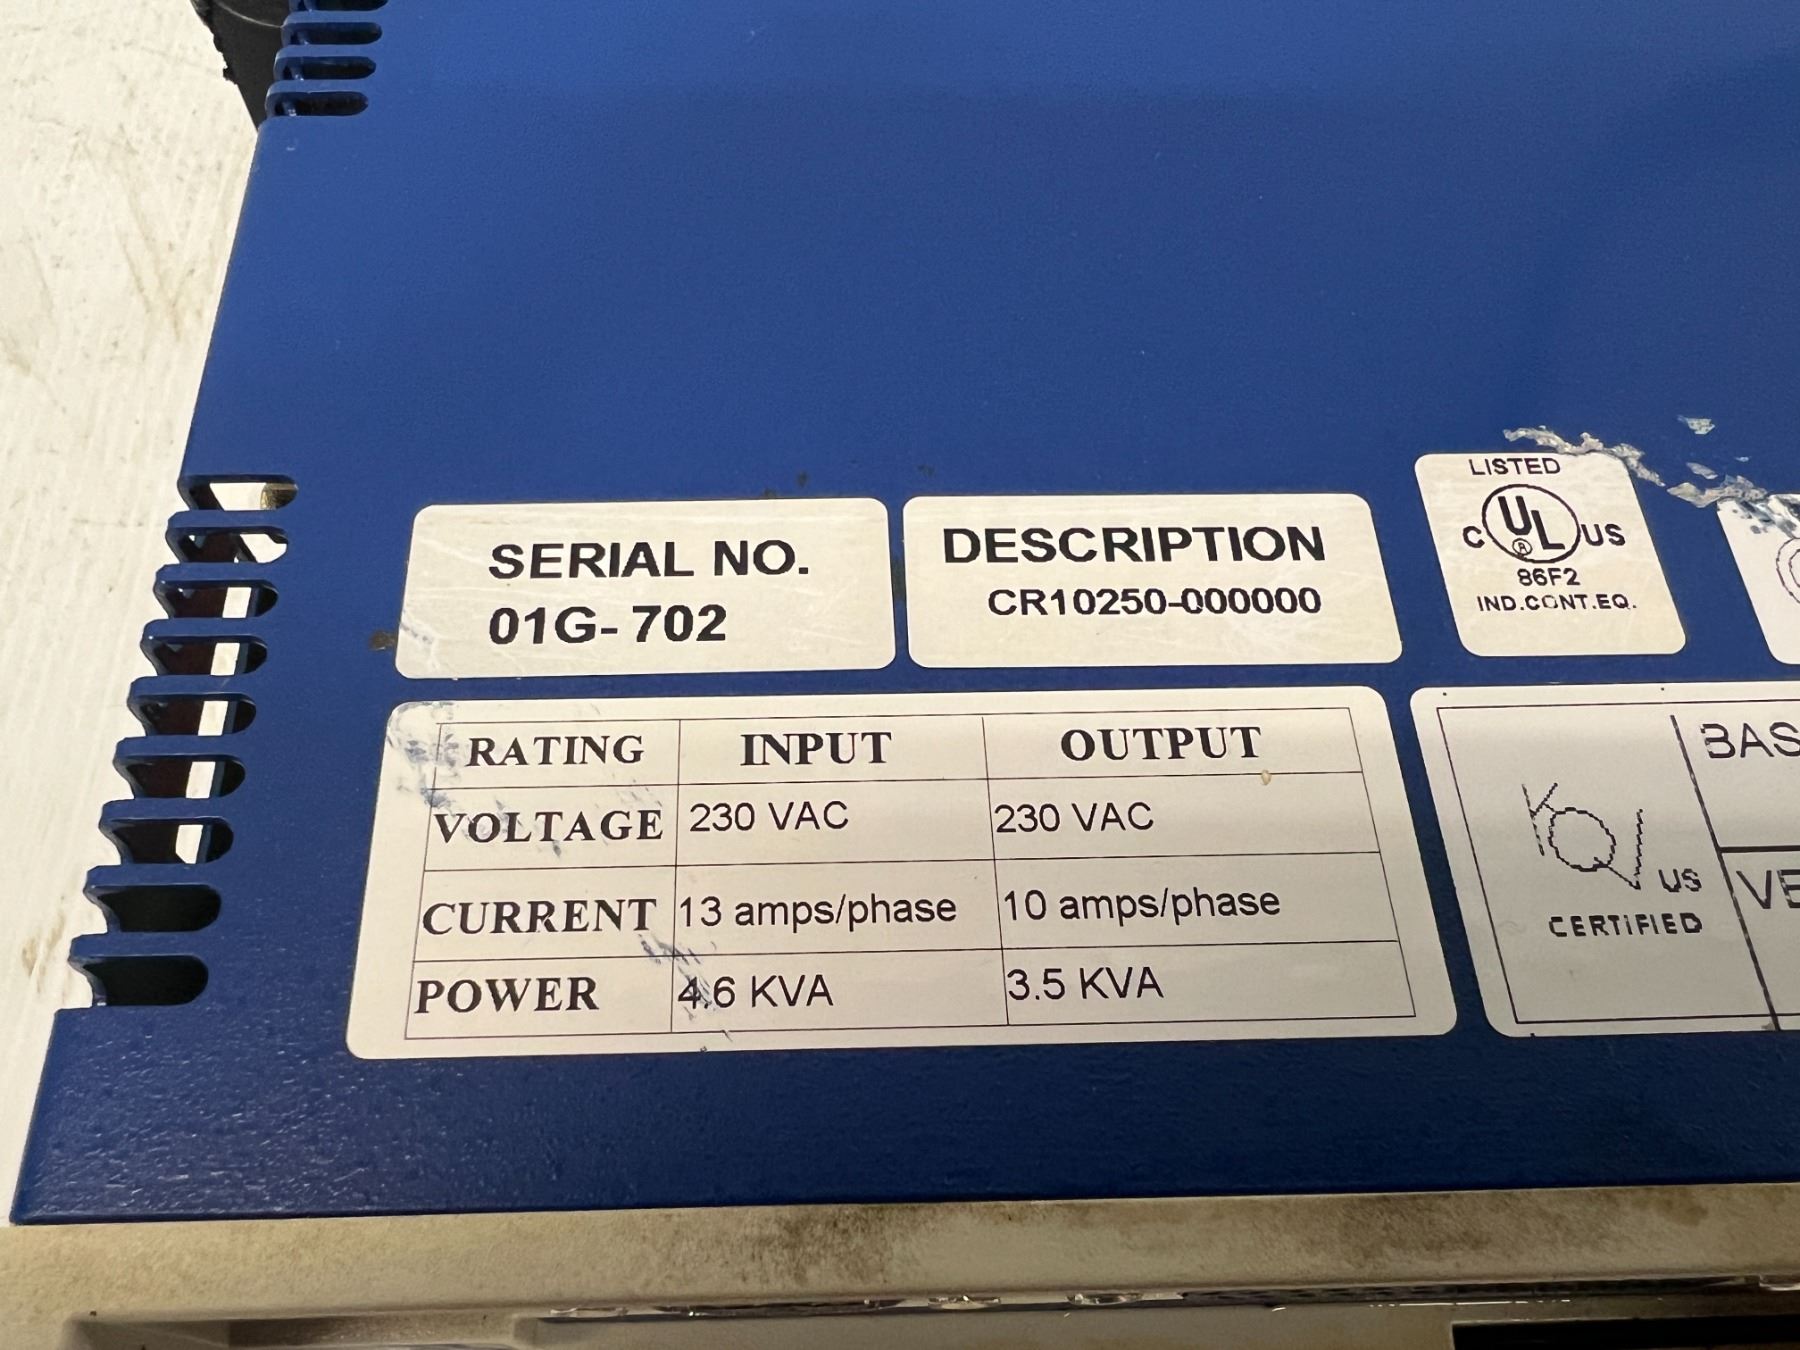 SERIAL NO.
01G-702
DESCRIPTION
CR10250-000000
LISTED
C UL US
®
86F2
IND.CONT.EQ.
RATING INPUT OUTPUT
VOLTAGE 230 VAC 230 VAC
CURRENT 13 amps/phase 10 amps/phase
POWER 4.6 KVA 3.5 KVA
US
CERTIFIED
BAS
VE